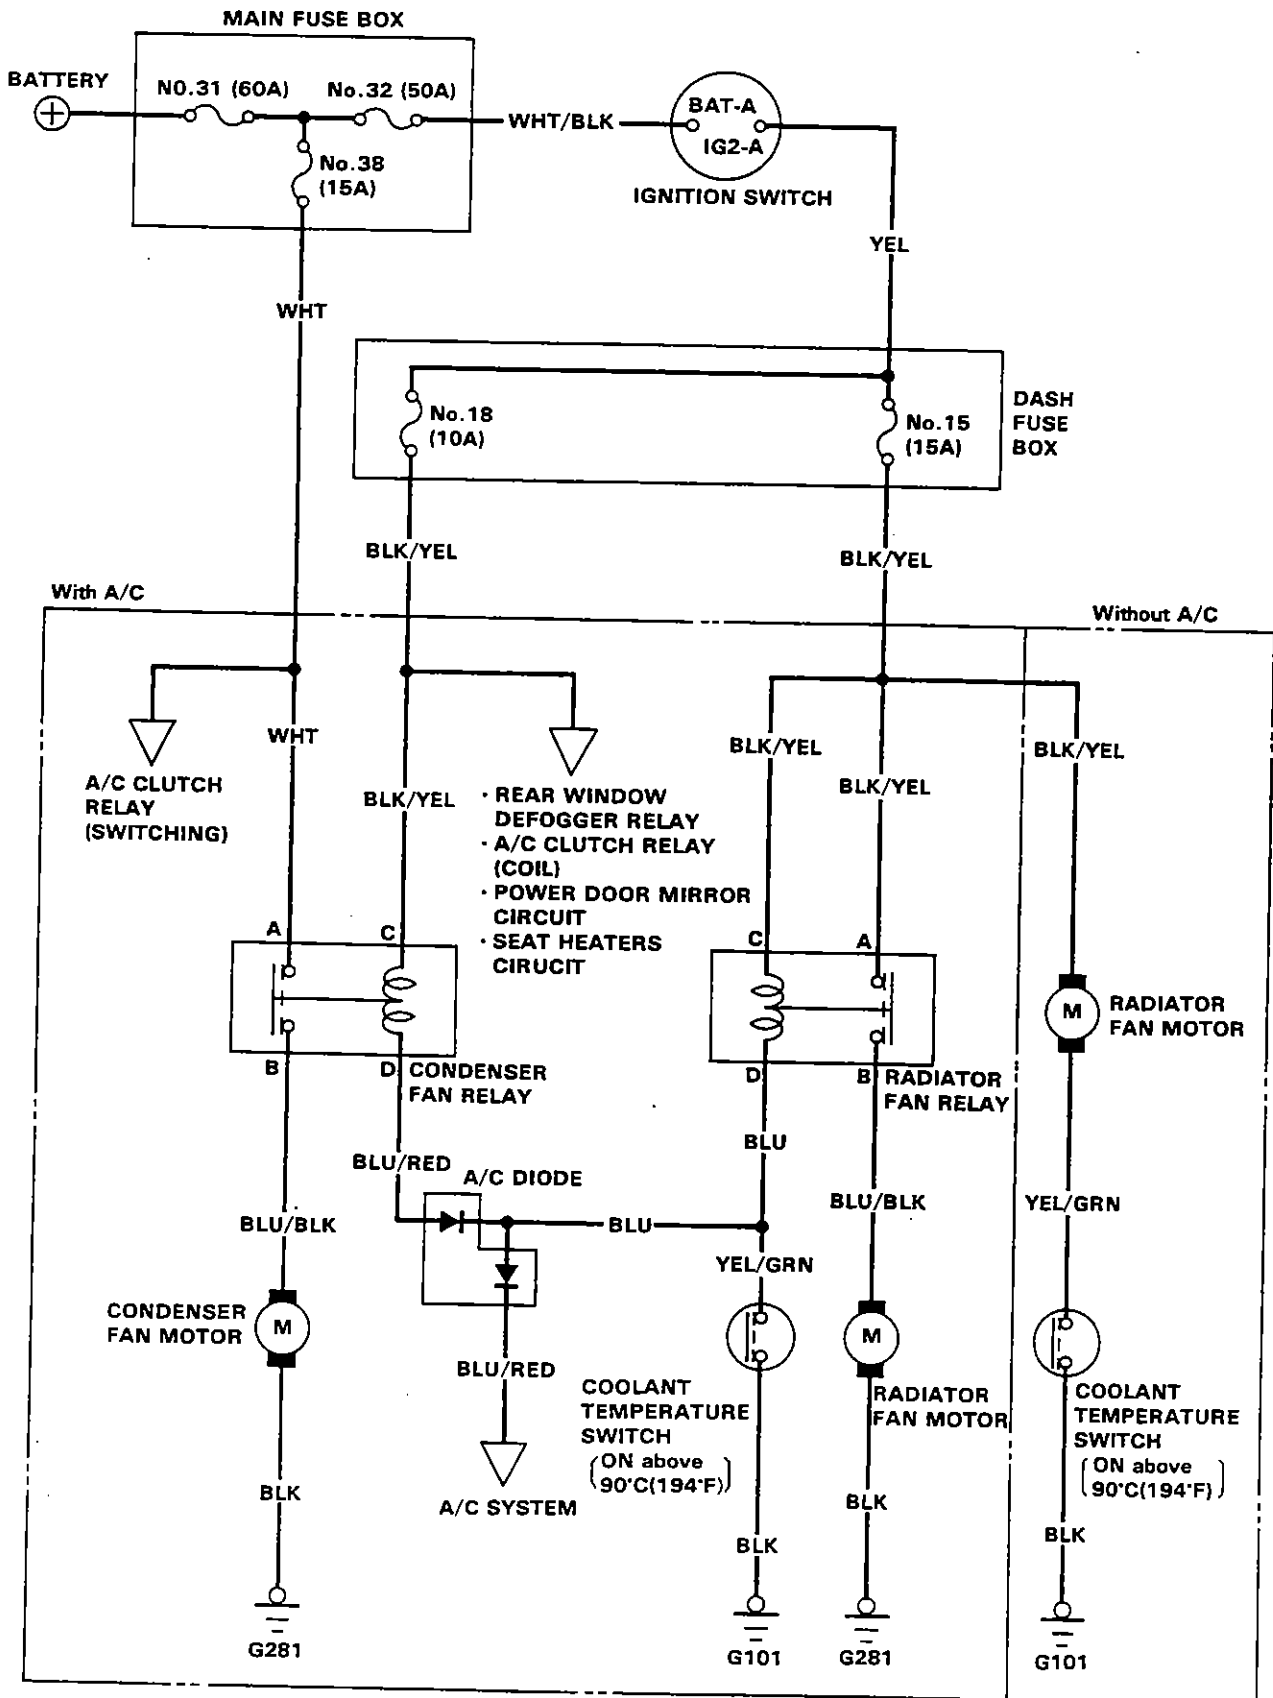 MAIN FUSE BOX
BATTERY
NO.31 (60A)
No.32 (50A)
No.38
(15A)
WHT/BLK
BAT-A
IG2-A
IGNITION SWITCH
YEL
WHT
No.18
(10A)
No.15
(15A)
DASH
FUSE
BOX
BLK/YEL
BLK/YEL
With A/C
Without A/C
WHT
A/C CLUTCH
RELAY
(SWITCHING)
BLK/YEL
· REAR WINDOW
DEFOGGER RELAY
· A/C CLUTCH RELAY
(COIL)
· POWER DOOR MIRROR
CIRCUIT
· SEAT HEATERS
CIRUCIT
BLK/YEL
BLK/YEL
BLK/YEL
A
C
B
D
CONDENSER
FAN RELAY
C
A
D
B
RADIATOR
FAN RELAY
M
RADIATOR
FAN MOTOR
BLU
BLU/RED
A/C DIODE
BLU/BLK
YEL/GRN
BLU/BLK
BLU
YEL/GRN
CONDENSER
FAN MOTOR
M
BLU/RED
A/C SYSTEM
COOLANT
TEMPERATURE
SWITCH
(ON above
90°C(194°F))
M
RADIATOR
FAN MOTOR
COOLANT
TEMPERATURE
SWITCH
(ON above
90°C(194°F))
BLK
BLK
BLK
BLK
G281
G101
G281
G101